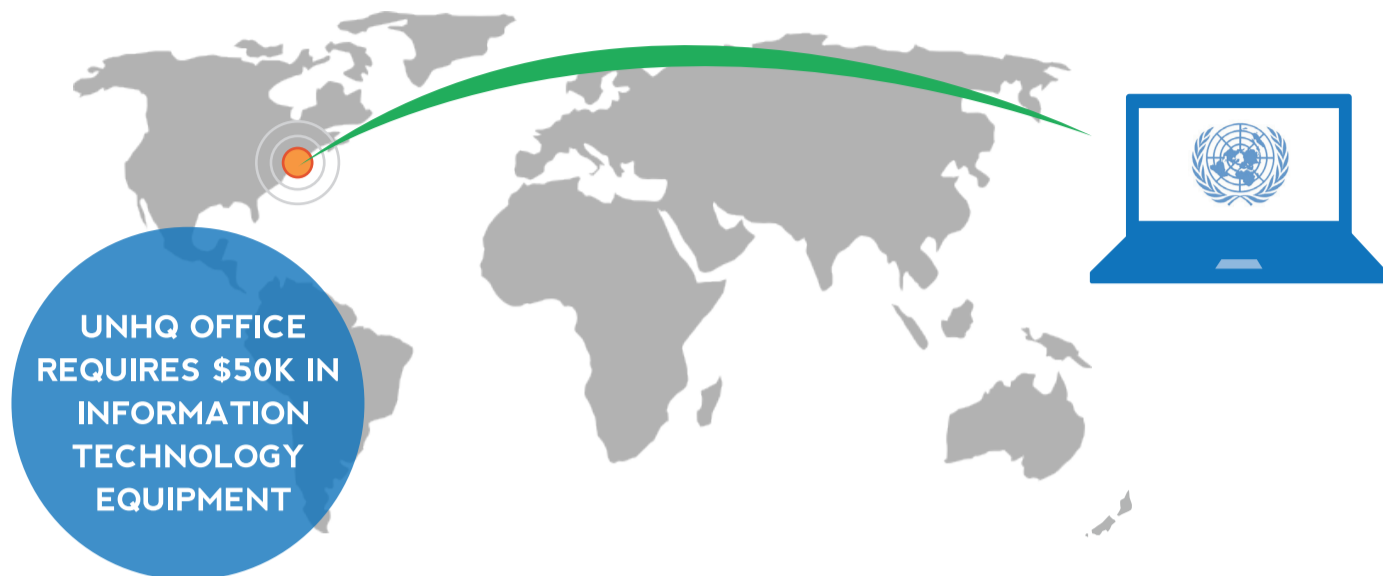 UNHQ OFFICE
REQUIRES $50K IN
INFORMATION
TECHNOLOGY
EQUIPMENT